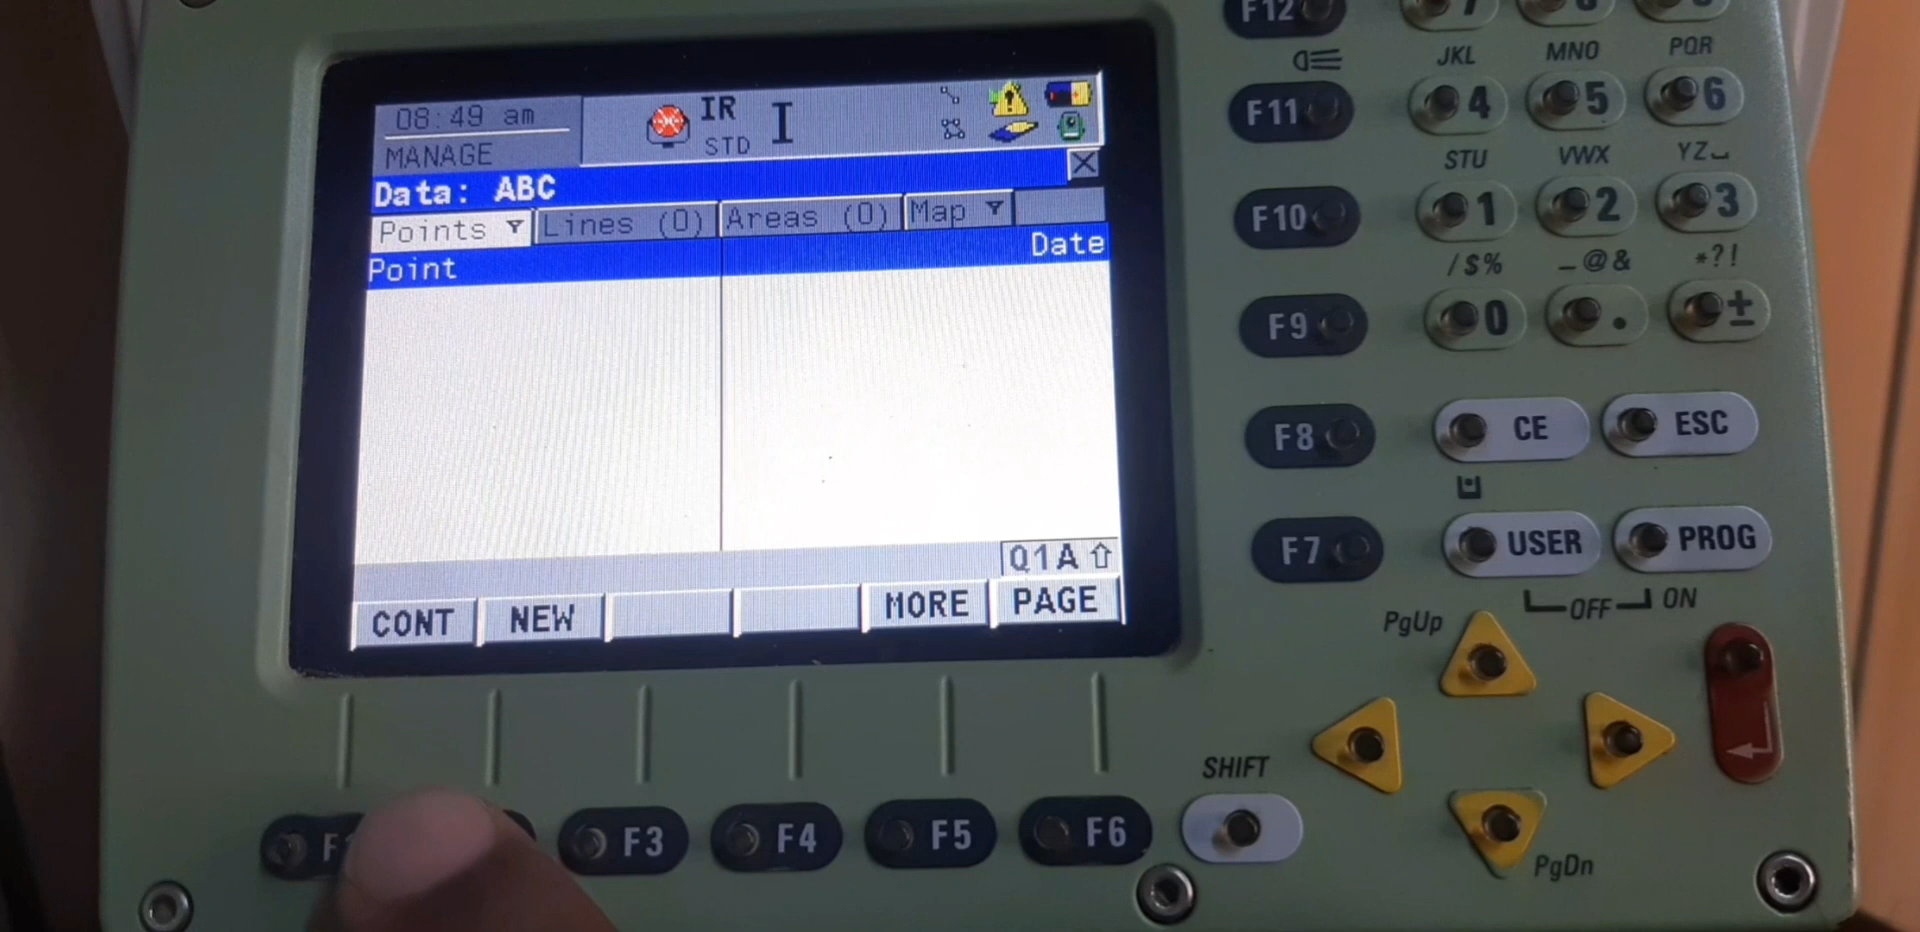 08:49 am
MANAGE
IR
STD
I
Data: ABC
Points
Lines (0)
Areas (0)
Map
Point
Date
Q1A
CONT
NEW
MORE
PAGE
F12
F11
F10
F9
F8
F7
7
JKL
MNO
PQR
4
5
6
STU
VWX
YZ
1
2
3
/$%
_@&
*?!
0
.
±
CE
ESC
USER
PROG
OFF
ON
PgUp
SHIFT
PgDn
F3
F4
F5
F6